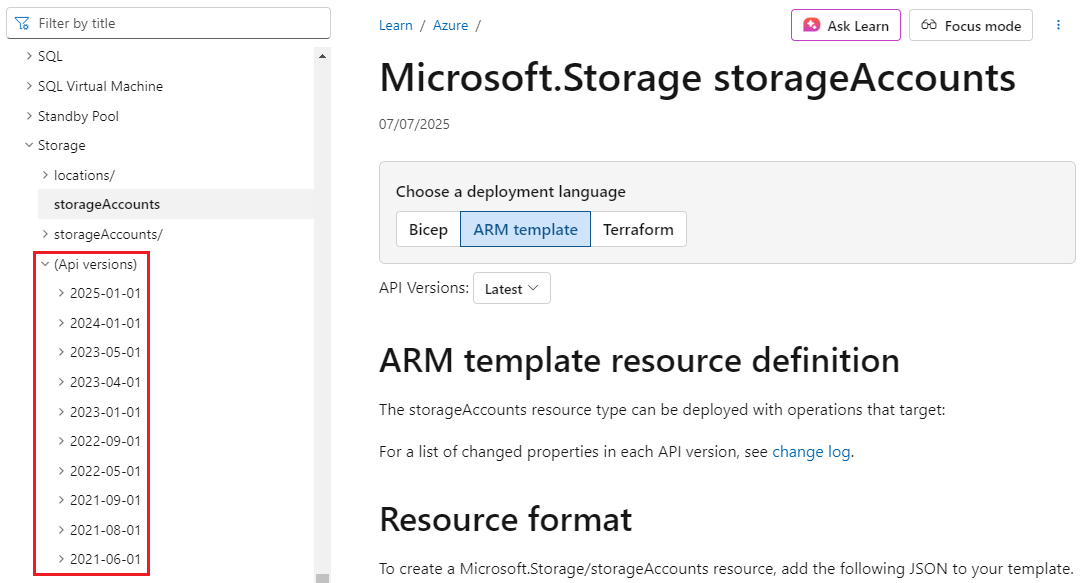 Filter by title
SQL
SQL Virtual Machine
Standby Pool
Storage
locations/
storageAccounts
storageAccounts/
(Api versions)
2025-01-01
2024-01-01
2023-05-01
2023-04-01
2023-01-01
2022-09-01
2022-05-01
2021-09-01
2021-08-01
2021-06-01
Learn / Azure /
Ask Learn
Focus mode
Microsoft.Storage storageAccounts
07/07/2025
Choose a deployment language
Bicep ARM template Terraform
API Versions: Latest
ARM template resource definition
The storageAccounts resource type can be deployed with operations that target:
For a list of changed properties in each API version, see change log.
Resource format
To create a Microsoft.Storage/storageAccounts resource, add the following JSON to your template.